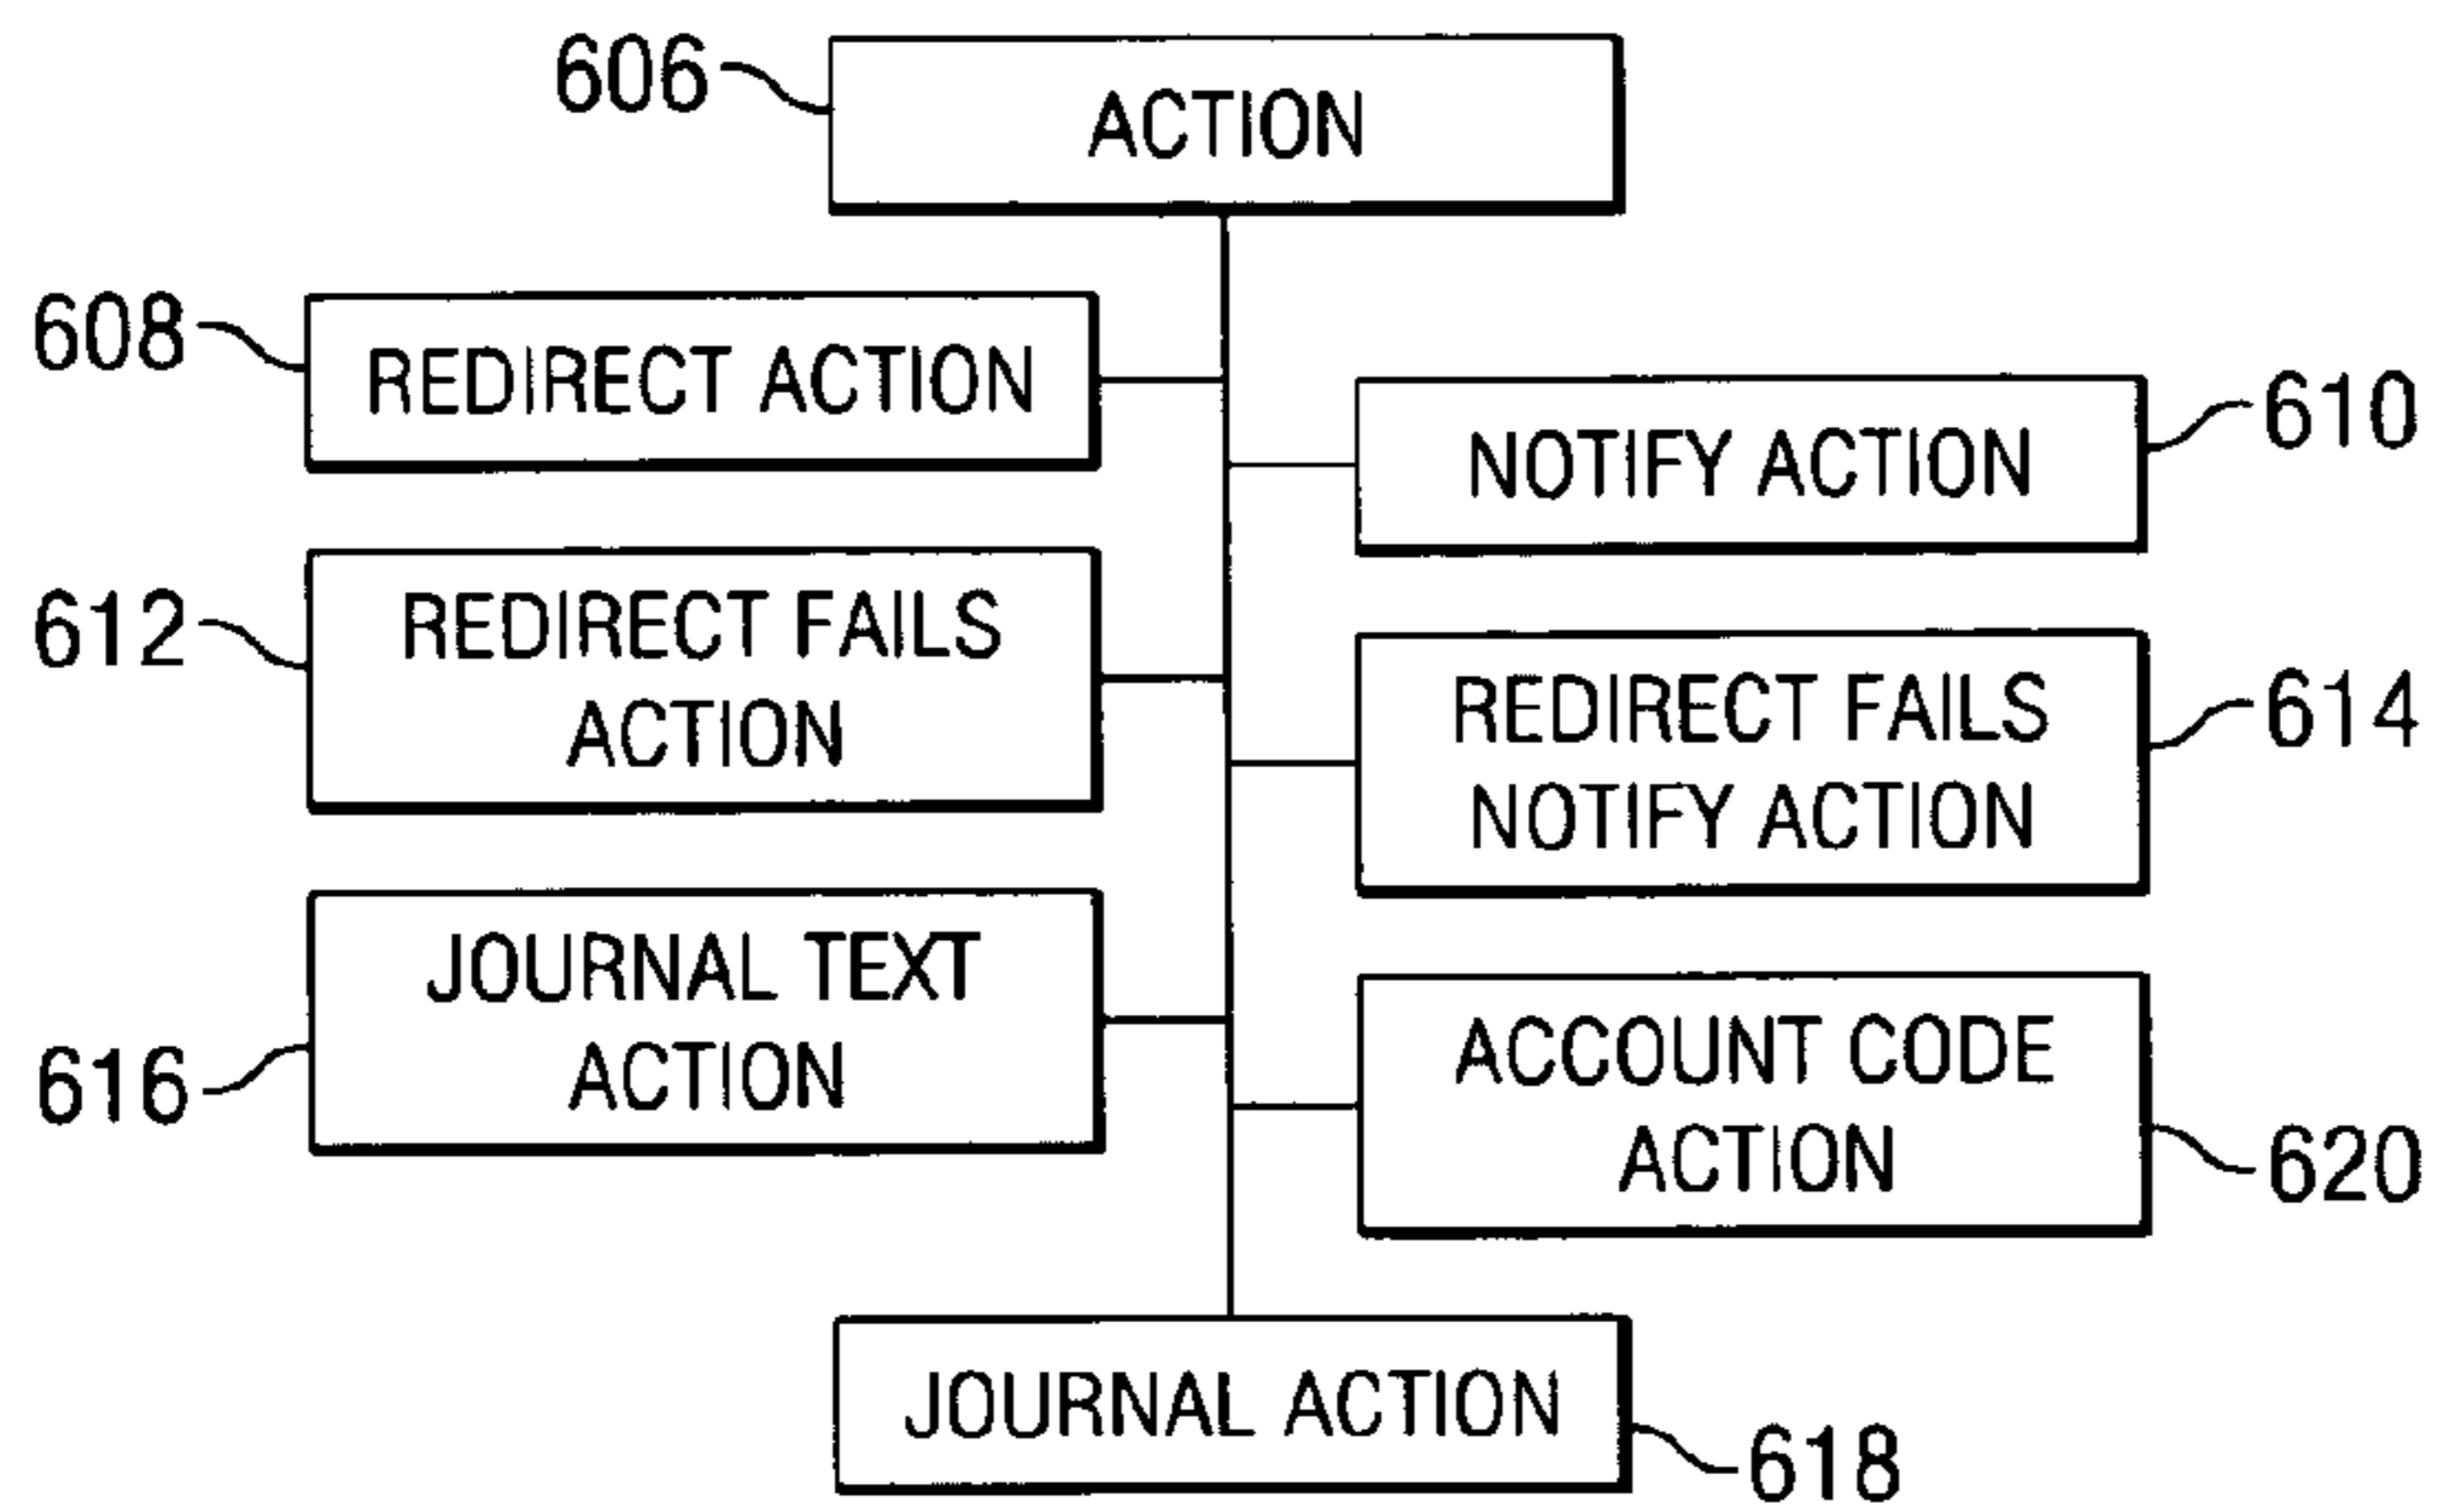 606
ACTION
608
REDIRECT ACTION
NOTIFY ACTION
610
612
REDIRECT FAILS
ACTION
REDIRECT FAILS
NOTIFY ACTION
614
JOURNAL TEXT
ACTION
616
ACCOUNT CODE
ACTION
620
JOURNAL ACTION
618